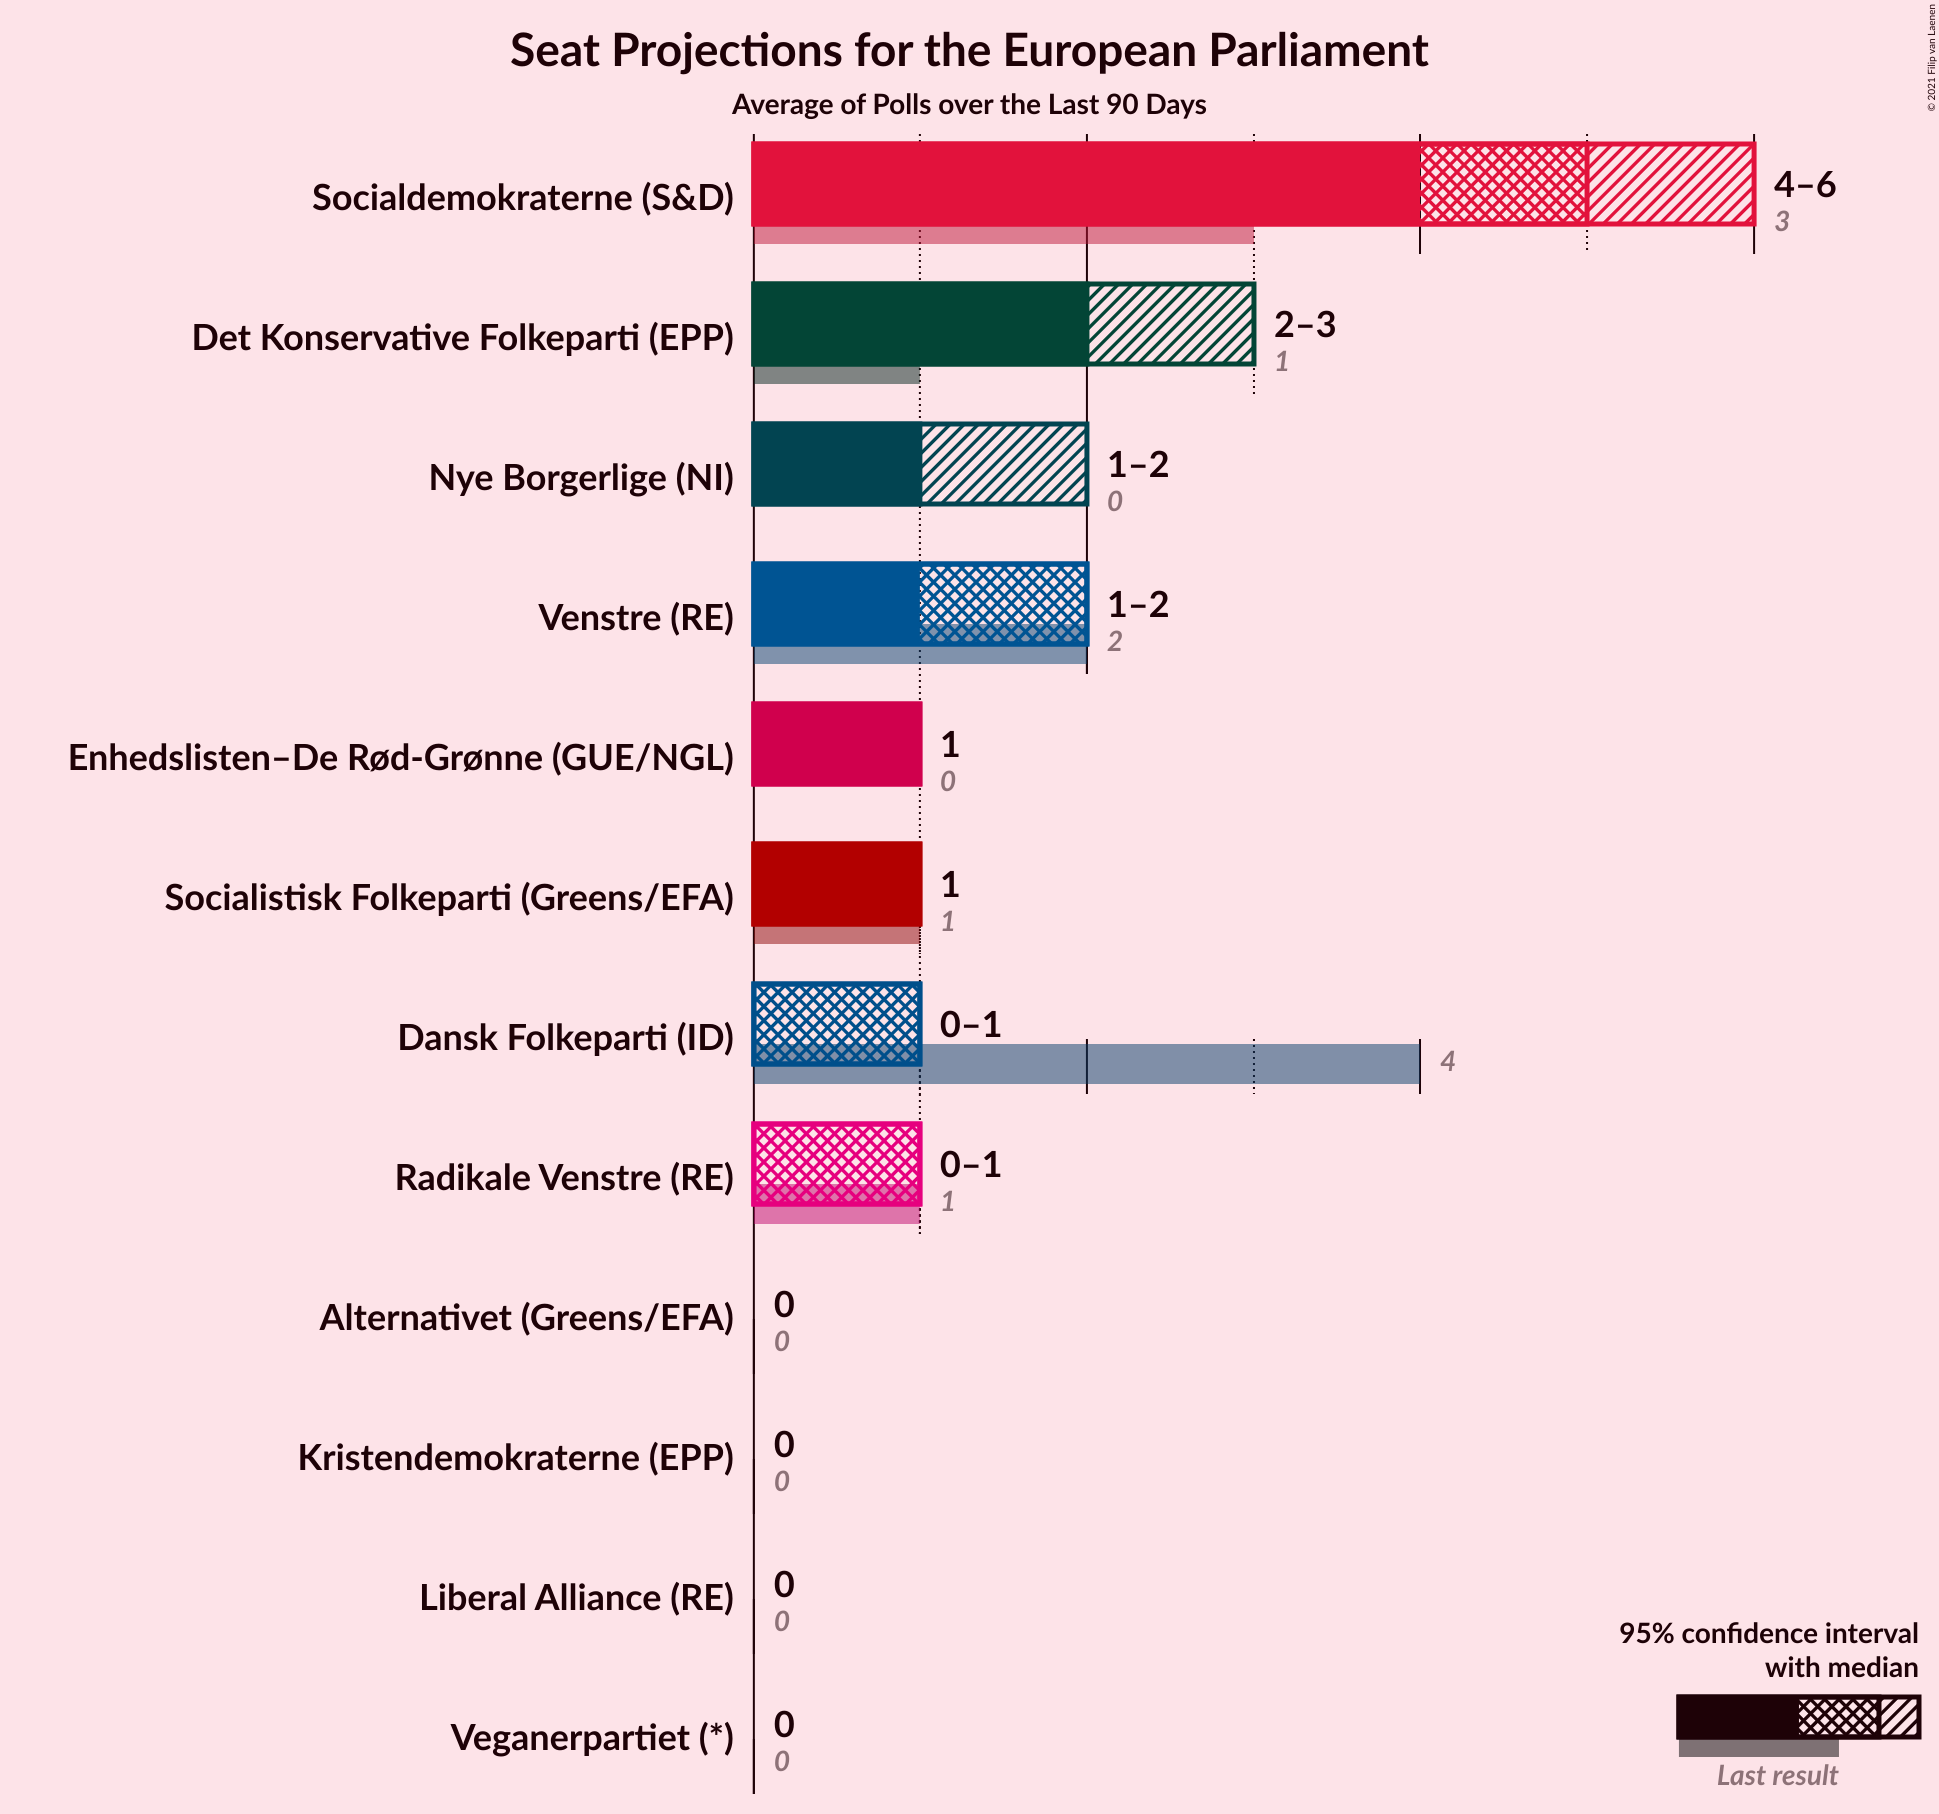 Seat Projections for the European Parliament
Average of Polls over the Last 90 Days
© 2021 Filip van Laenen
Socialdemokraterne (S&D)
4–6
3
Det Konservative Folkeparti (EPP)
2–3
1
Nye Borgerlige (NI)
1–2
0
Venstre (RE)
1–2
2
Enhedslisten–De Rød-Grønne (GUE/NGL)
1
0
Socialistisk Folkeparti (Greens/EFA)
1
1
Dansk Folkeparti (ID)
0–1
4
Radikale Venstre (RE)
0–1
1
Alternativet (Greens/EFA)
0
0
Kristendemokraterne (EPP)
0
0
Liberal Alliance (RE)
0
0
Veganerpartiet (*)
0
0
95% confidence interval
with median
Last result